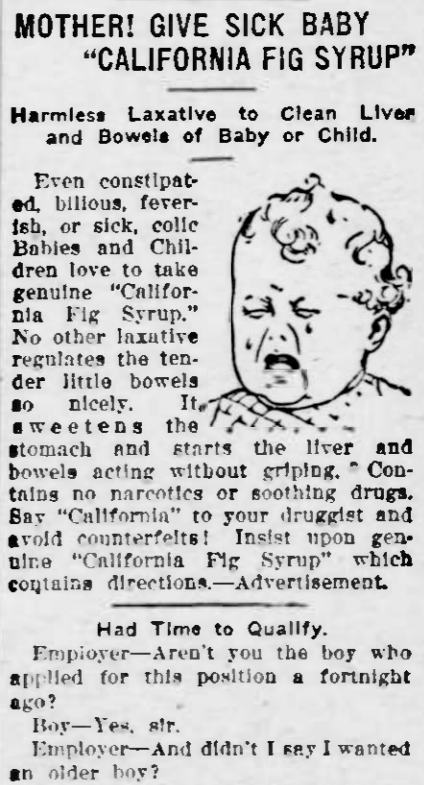 MOTHER! GIVE SICK BABY
"CALIFORNIA FIG SYRUP"
Harmless Laxative to Clean Liver
and Bowels of Baby or Child.
Even constipat-
ed, bilious, fever-
ish, or sick, colic
Babies and Chil-
dren love to take
genuine "Califor-
nia Fig Syrup."
No other laxative
regulates the ten-
der little bowels
so nicely. It
sweetens the
stomach and starts the liver and
bowels acting without griping. Con-
tains no narcotics or soothing drugs.
Say "California" to your druggist and
avoid counterfeits! Insist upon gen-
uine "California Fig Syrup" which
contains directions.—Advertisement.
Had Time to Qualify.
Employer—Aren't you the boy who
applied for this position a fortnight
ago?
Boy—Yes, sir.
Employer—And didn't I say I wanted
an older boy?